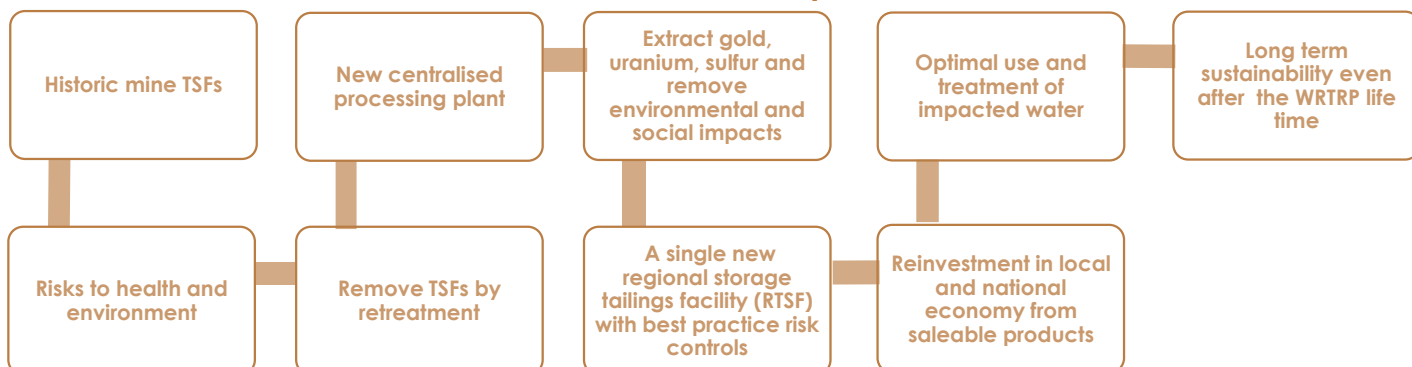 Historic mine TSFs
Risks to health and
environment
Remove TSFs by
retreatment
New centralised
processing plant
Extract gold,
uranium, sulfur and
remove
environmental and
social impacts
A single new
regional storage
tailings facility (RTSF)
with best practice risk
controls
Reinvestment in local
and national
economy from
saleable products
Optimal use and
treatment of
impacted water
Long term
sustainability even
after the WRTRP life
time